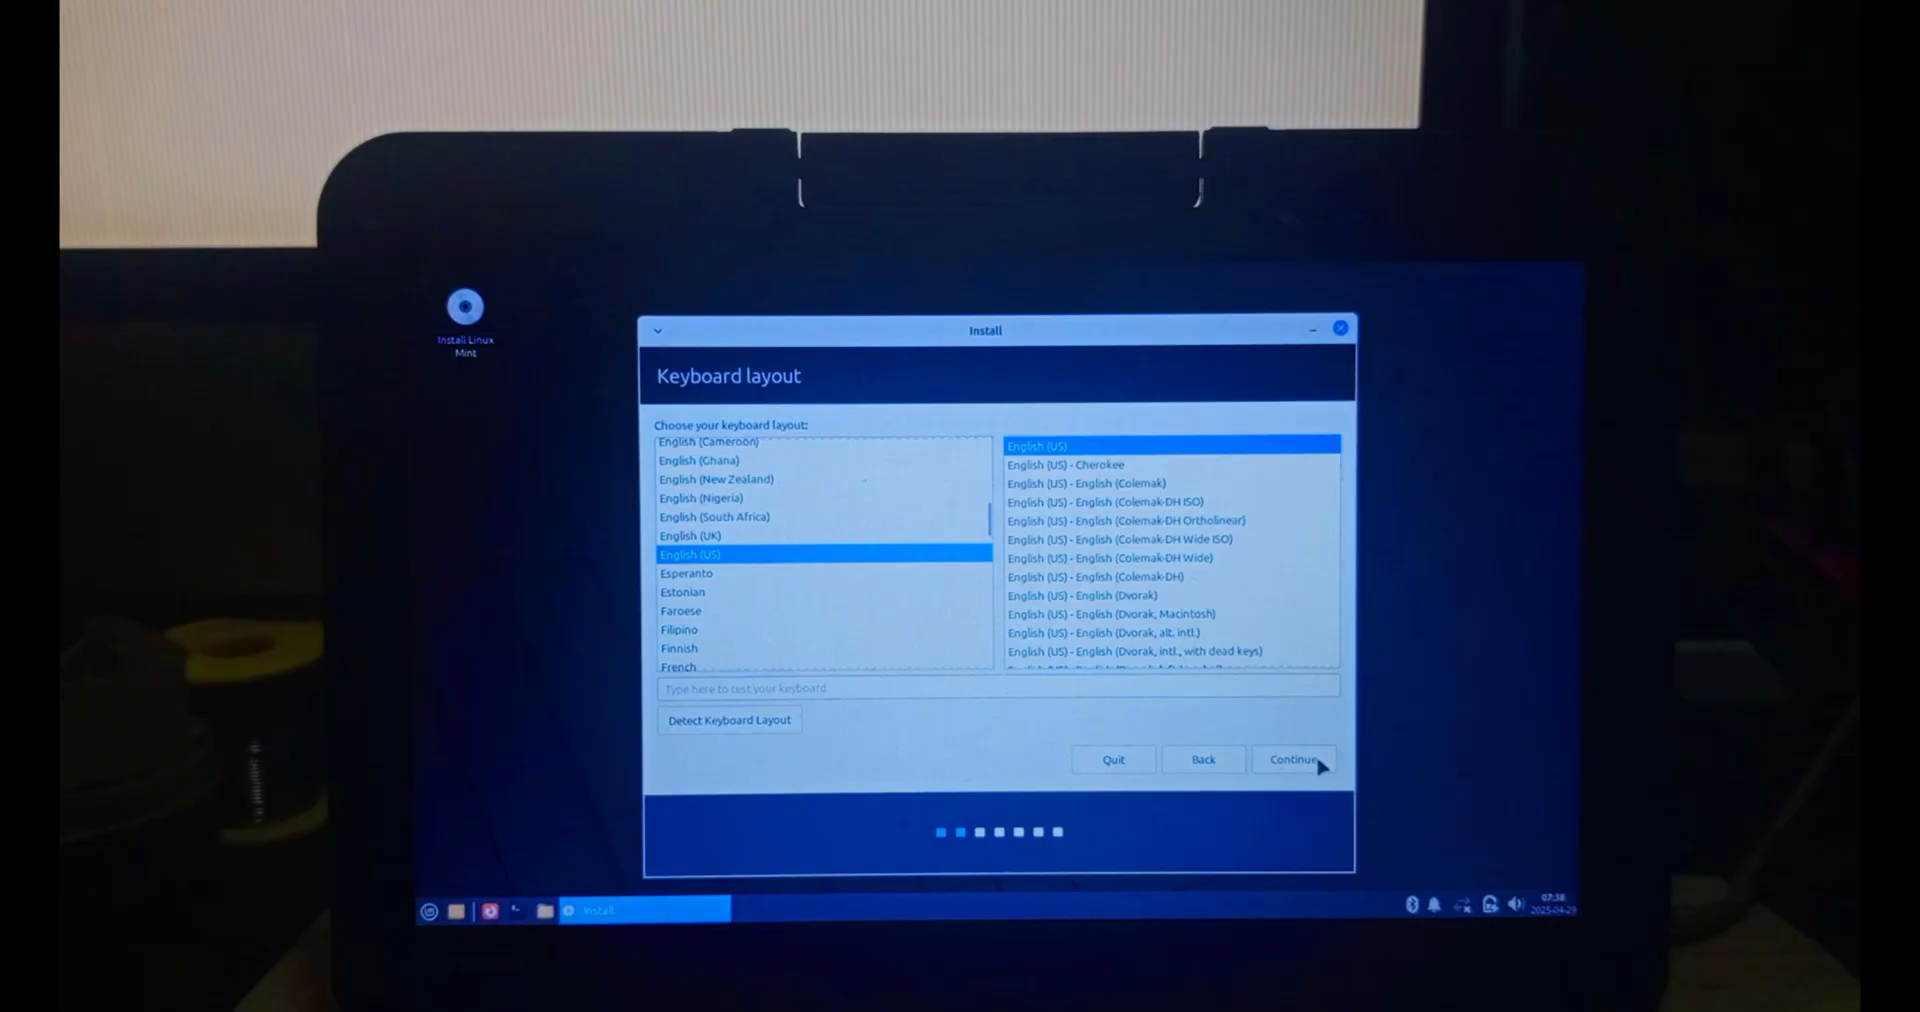 Install Linux
Mint
Install
Keyboard layout
Choose your keyboard layout:
English (Cameroon)
English (Ghana)
English (New Zealand)
English (Nigeria)
English (South Africa)
English (UK)
English (US)
Esperanto
Estonian
Faroese
Filipino
Finnish
French
English (US)
English (US) - Cherokee
English (US) - English (Colemak)
English (US) - English (Colemak-DH ISO)
English (US) - English (Colemak-DH Ortholinear)
English (US) - English (Colemak-DH Wide ISO)
English (US) - English (Colemak-DH Wide)
English (US) - English (Colemak-DH)
English (US) - English (Dvorak)
English (US) - English (Dvorak, Macintosh)
English (US) - English (Dvorak, alt. intl.)
English (US) - English (Dvorak, intl., with dead keys)
Type here to test your keyboard
Detect Keyboard Layout
Quit
Back
Continue
Install
07:38
2025-04-29